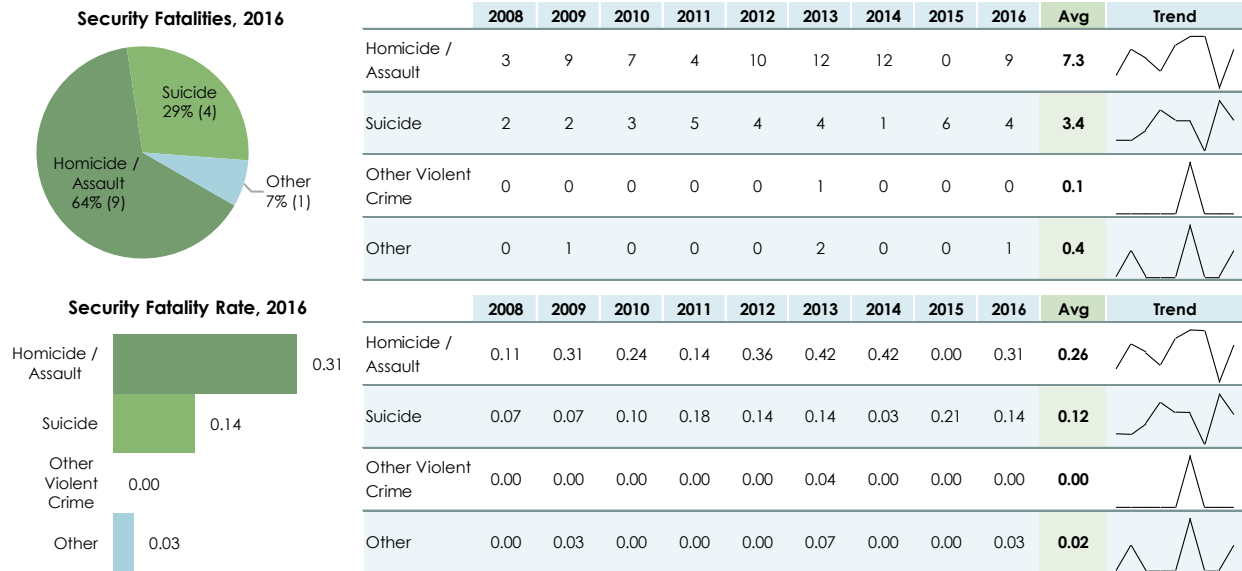 Security Fatalities, 2016
Suicide
29% (4)
Homicide /
Assault
64% (9)
Other
7% (1)
2008 2009 2010 2011 2012 2013 2014 2015 2016 Avg Trend
Homicide /
Assault 3 9 7 4 10 12 12 0 9 7.3
Suicide 2 2 3 5 4 4 1 6 4 3.4
Other Violent
Crime 0 0 0 0 0 1 0 0 0 0.1
Other 0 1 0 0 0 2 0 0 1 0.4
Security Fatality Rate, 2016
Homicide /
Assault
0.31
Suicide
0.14
Other
Violent
Crime
0.00
Other
0.03
2008 2009 2010 2011 2012 2013 2014 2015 2016 Avg Trend
Homicide /
Assault 0.11 0.31 0.24 0.14 0.36 0.42 0.42 0.00 0.31 0.26
Suicide 0.07 0.07 0.10 0.18 0.14 0.14 0.03 0.21 0.14 0.12
Other Violent
Crime 0.00 0.00 0.00 0.00 0.00 0.04 0.00 0.00 0.00 0.00
Other 0.00 0.03 0.00 0.00 0.00 0.07 0.00 0.00 0.03 0.02